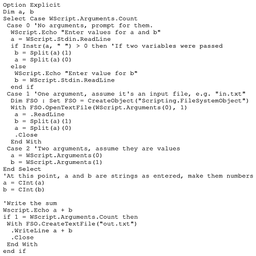 Option Explicit
Dim a, b
Select Case WScript.Arguments.Count
Case 0 'No arguments, prompt for them.
WScript.Echo "Enter values for a and b"
a = WScript.Stdin.ReadLine
if Instr(a, " ") > 0 then 'If two variables were passed
b = Split(a)(1)
a = Split(a)(0)
else
WScript.Echo "Enter value for b"
b = WScript.Stdin.ReadLine
end if
Case 1 'One argument, assume it's an input file, e.g. "in.txt"
Dim FSO : Set FSO = CreateObject("Scripting.FileSystemObject")
With FSO.OpenTextFile(WScript.Arguments(0), 1)
a = .ReadLine
b = Split(a)(1)
a = Split(a)(0)
.Close
End With
Case 2 'Two arguments, assume they are values
a = WScript.Arguments(0)
b = WScript.Arguments(1)
End Select
'At this point, a and b are strings as entered, make them numbers
a = CInt(a)
b = CInt(b)
'Write the sum
Wscript.Echo a + b
if 1 = WScript.Arguments.Count then
With FSO.CreateTextFile("out.txt")
.WriteLine a + b
.Close
End With
end if